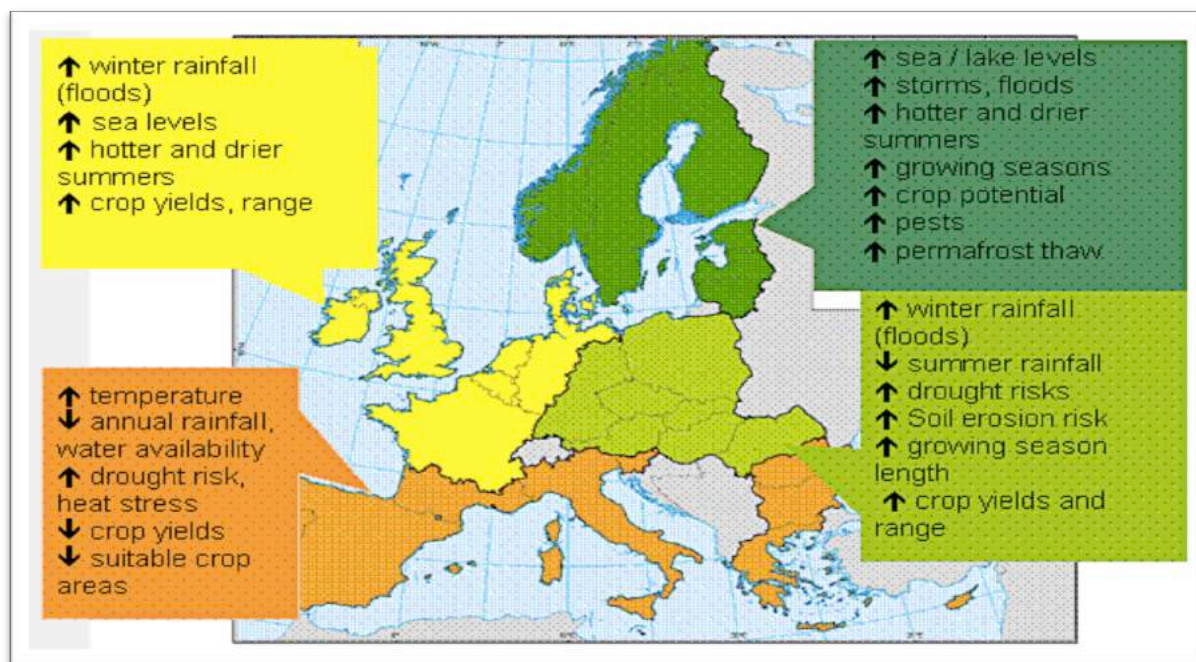 ↑ winter rainfall
(floods)
↑ sea levels
↑ hotter and drier
summers
↑ crop yields, range
↑ sea / lake levels
↑ storms, floods
↑ hotter and drier
summers
↑ growing seasons
↑ crop potential
↑ pests
↑ permafrost thaw.
↑ temperature
↓ annual rainfall,
water availability
↑ drought risk,
heat stress
↓ crop yields
↓ suitable crop
areas
↑ winter rainfall
(floods)
↓ summer rainfall
↑ drought risks
↑ Soil erosion risk
↑ growing season
length
↑ crop yields and
range